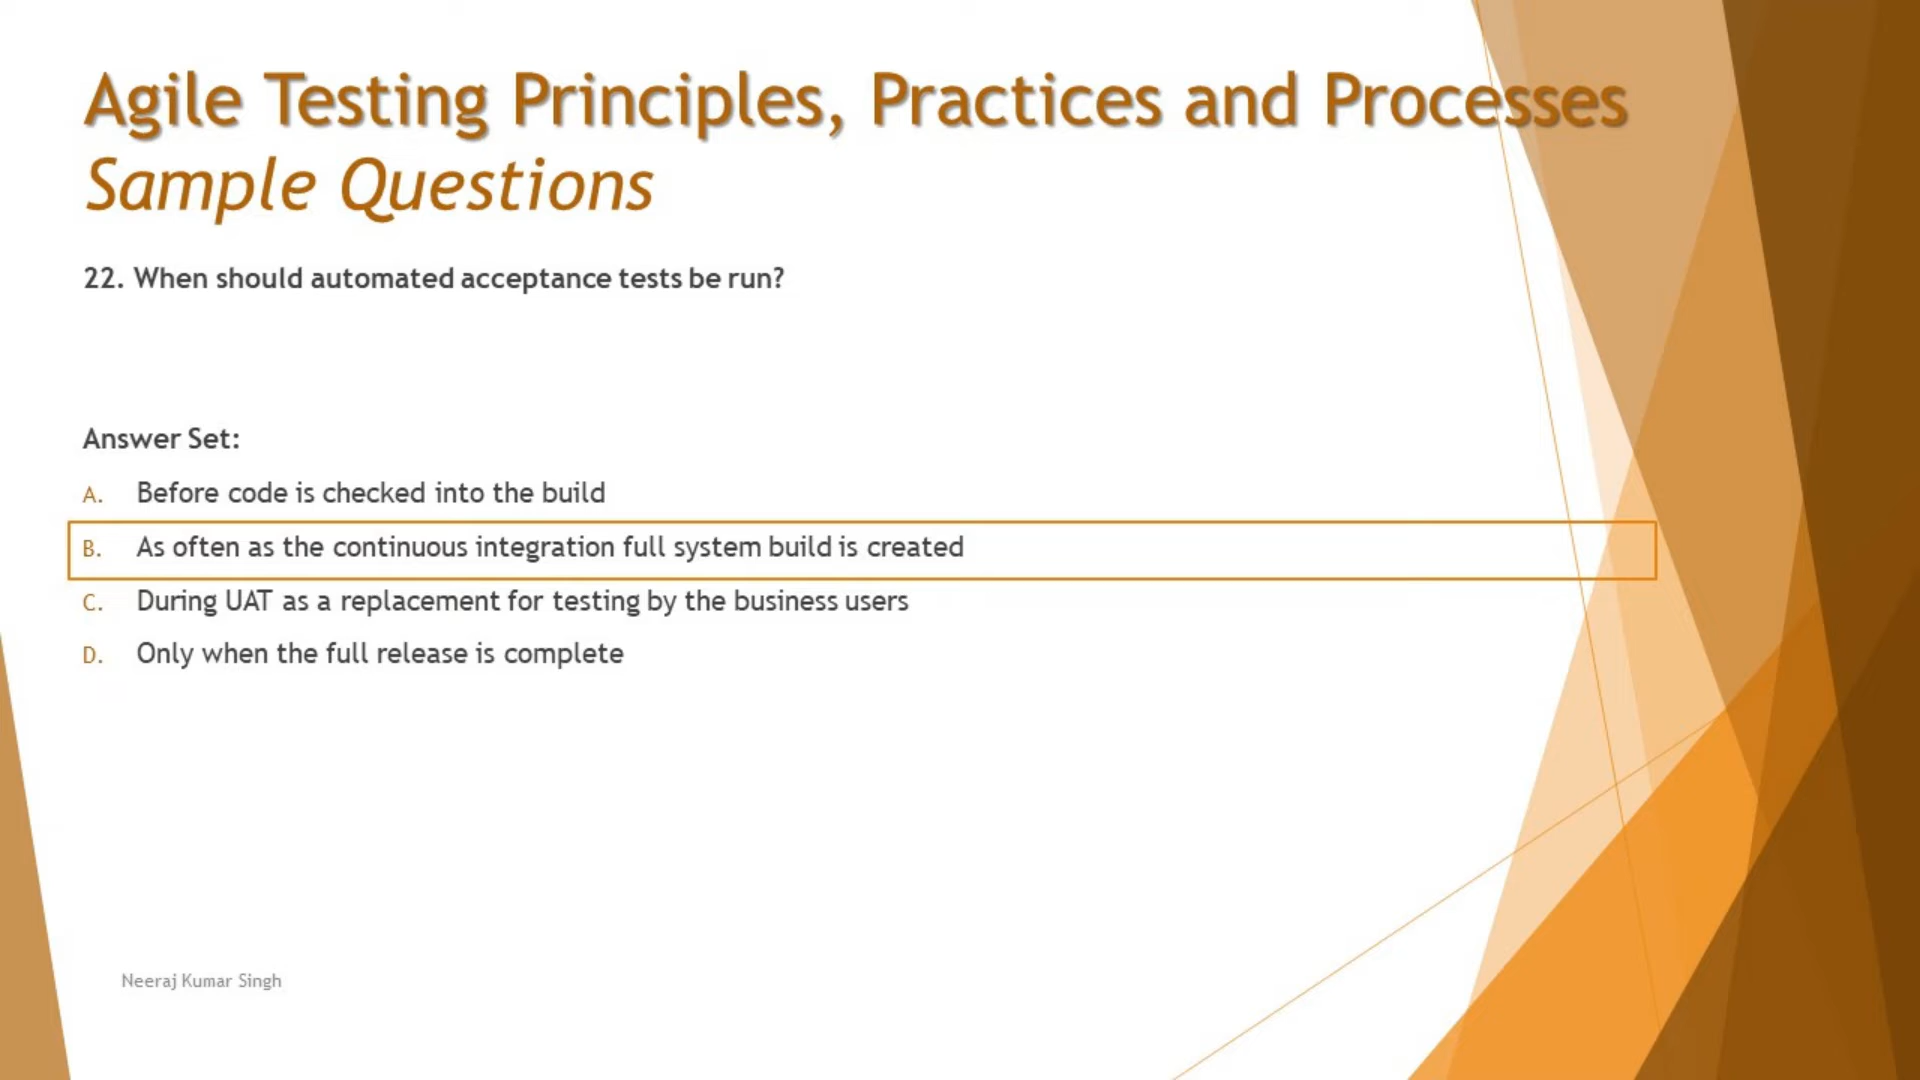 Agile Testing Principles, Practices and Processes
Sample Questions
22. When should automated acceptance tests be run?
Answer Set:
A. Before code is checked into the build
B. As often as the continuous integration full system build is created
C. During UAT as a replacement for testing by the business users
D. Only when the full release is complete
Neeraj Kumar Singh